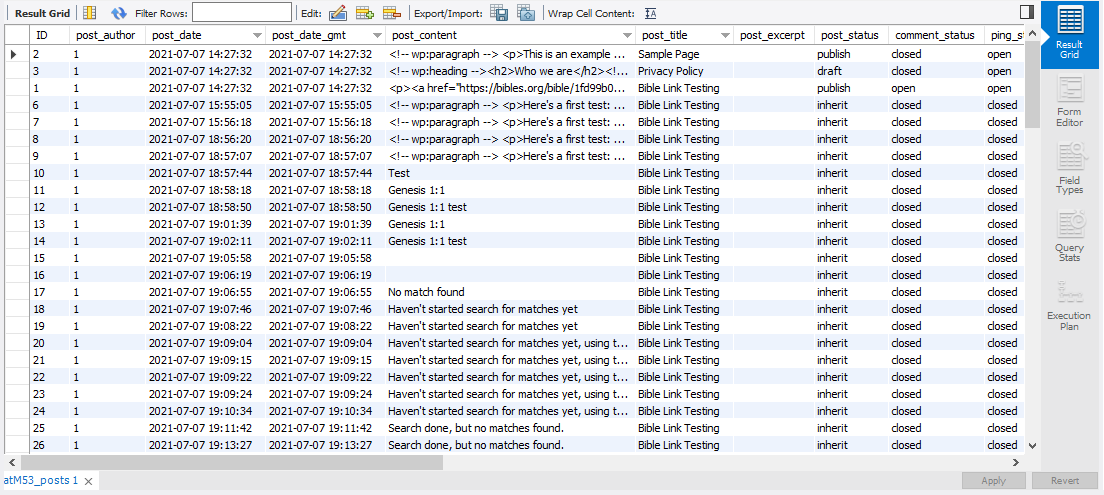 Result Grid Filter Rows: Edit: Export/Import: Wrap Cell Content: IA
ID post_author post_date post_date_gmt post_content post_title post_excerpt post_status comment_status ping_s
2 1 2021-07-07 14:27:32 2021-07-07 14:27:32 <!-- wp:paragraph --> <p>This is an example ... Sample Page publish closed open
3 1 2021-07-07 14:27:32 2021-07-07 14:27:32 <!-- wp:heading --><h2>Who we are</h2><!... Privacy Policy draft closed open
1 1 2021-07-07 14:27:32 2021-07-07 14:27:32 <p><a href="https://bibles.org/bible/1fd99b0... Bible Link Testing publish open open
6 1 2021-07-07 15:55:05 2021-07-07 15:55:05 <!-- wp:paragraph --> <p>Here's a first test: ... Bible Link Testing inherit closed closed
7 1 2021-07-07 15:56:18 2021-07-07 15:56:18 <!-- wp:paragraph --> <p>Here's a first test: ... Bible Link Testing inherit closed closed
8 1 2021-07-07 18:56:20 2021-07-07 18:56:20 <!-- wp:paragraph --> <p>Here's a first test: ... Bible Link Testing inherit closed closed
9 1 2021-07-07 18:57:07 2021-07-07 18:57:07 <!-- wp:paragraph --> <p>Here's a first test: ... Bible Link Testing inherit closed closed
10 1 2021-07-07 18:57:44 2021-07-07 18:57:44 Test Bible Link Testing inherit closed closed
11 1 2021-07-07 18:58:18 2021-07-07 18:58:18 Genesis 1:1 Bible Link Testing inherit closed closed
12 1 2021-07-07 18:58:50 2021-07-07 18:58:50 Genesis 1:1 test Bible Link Testing inherit closed closed
13 1 2021-07-07 19:01:39 2021-07-07 19:01:39 Genesis 1:1 Bible Link Testing inherit closed closed
14 1 2021-07-07 19:02:11 2021-07-07 19:02:11 Genesis 1:1 test Bible Link Testing inherit closed closed
15 1 2021-07-07 19:05:58 2021-07-07 19:05:58 Bible Link Testing inherit closed closed
16 1 2021-07-07 19:06:19 2021-07-07 19:06:19 Bible Link Testing inherit closed closed
17 1 2021-07-07 19:06:55 2021-07-07 19:06:55 No match found Bible Link Testing inherit closed closed
18 1 2021-07-07 19:07:46 2021-07-07 19:07:46 Haven't started search for matches yet Bible Link Testing inherit closed closed
19 1 2021-07-07 19:08:22 2021-07-07 19:08:22 Haven't started search for matches yet Bible Link Testing inherit closed closed
20 1 2021-07-07 19:09:04 2021-07-07 19:09:04 Haven't started search for matches yet, using t... Bible Link Testing inherit closed closed
21 1 2021-07-07 19:09:15 2021-07-07 19:09:15 Haven't started search for matches yet, using t... Bible Link Testing inherit closed closed
22 1 2021-07-07 19:09:22 2021-07-07 19:09:22 Haven't started search for matches yet, using t... Bible Link Testing inherit closed closed
23 1 2021-07-07 19:09:24 2021-07-07 19:09:24 Haven't started search for matches yet, using t... Bible Link Testing inherit closed closed
24 1 2021-07-07 19:10:34 2021-07-07 19:10:34 Haven't started search for matches yet, using t... Bible Link Testing inherit closed closed
25 1 2021-07-07 19:11:42 2021-07-07 19:11:42 Search done, but no matches found. Bible Link Testing inherit closed closed
26 1 2021-07-07 19:13:27 2021-07-07 19:13:27 Search done, but no matches found. Bible Link Testing inherit closed closed
atM53_posts 1
Apply Revert
Result
Grid
Form
Editor
Field
Types
Query
Stats
Execution
Plan